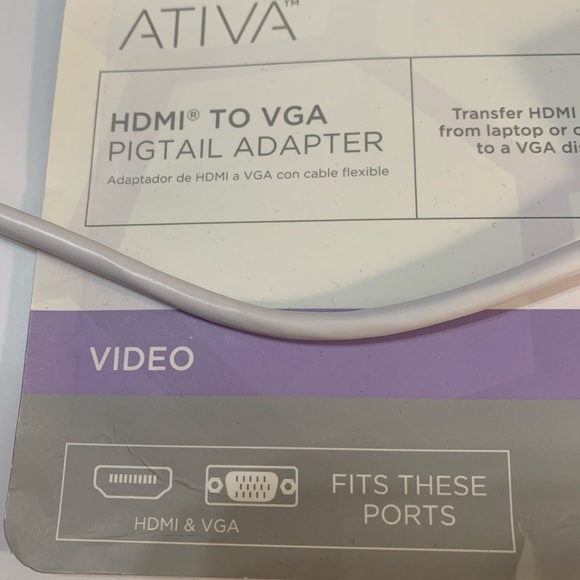 ATIVA™
HDMI® TO VGA
PIGTAIL ADAPTER
Adaptador de HDMI a VGA con cable flexible
Transfer HDMI
from laptop or
to a VGA
VIDEO
HDMI & VGA
FITS THESE
PORTS